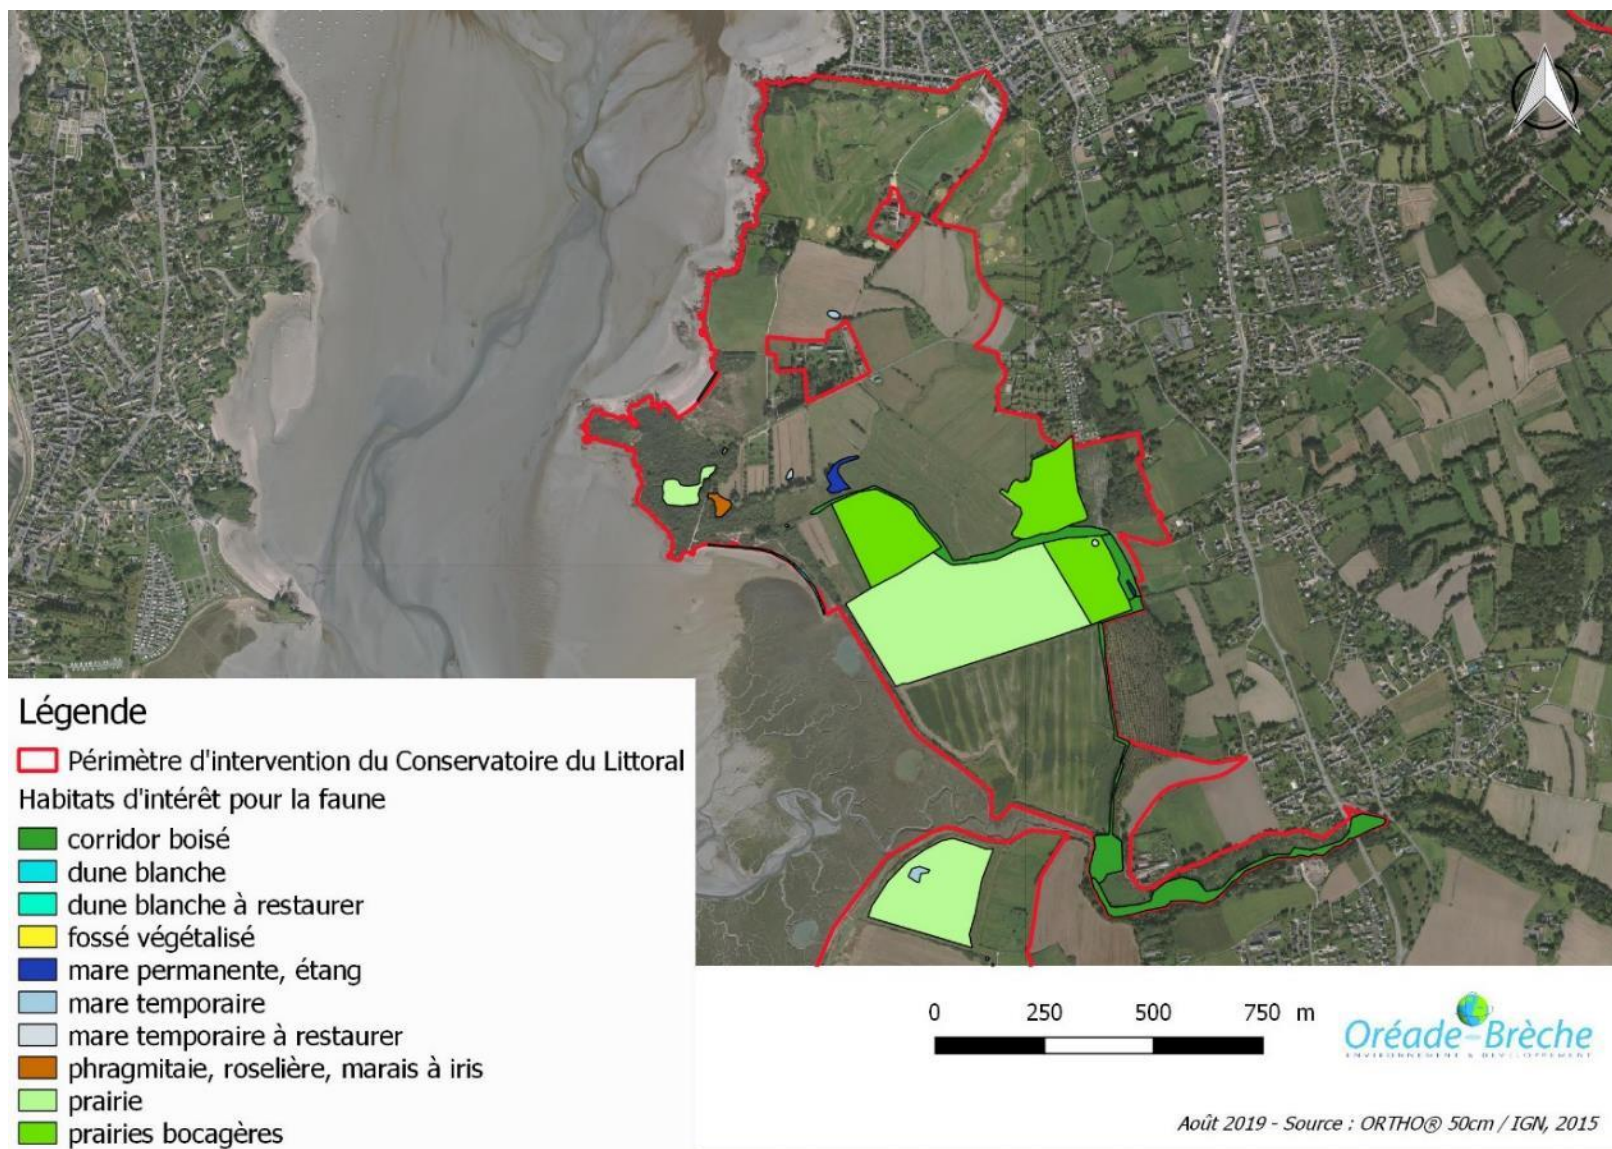 Légende
Périmètre d'intervention du Conservatoire du Littoral
Habitats d'intérêt pour la faune
corridor boisé
dune blanche
dune blanche à restaurer
fossé végétalisé
mare permanente, étang
mare temporaire
mare temporaire à restaurer
phragmitaie, roselière, marais à iris
prairie
prairies bocagères
0 250 500 750 m
Oréade-Brèche
ENVIRONNEMENT & DÉVELOPPEMENT
Août 2019 - Source : ORTHO® 50cm / IGN, 2015